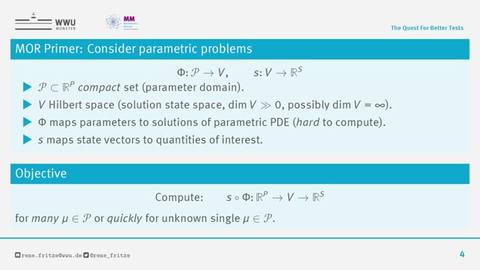 WWU
MÜNSTER
MM
The Quest For Better Tests
MOR Primer: Consider parametric problems
Φ: 𝒫 → V, s: V → ℝ^S
𝒫 ⊂ ℝ^P compact set (parameter domain).
V Hilbert space (solution state space, dim V ≫ 0, possibly dim V = ∞).
Φ maps parameters to solutions of parametric PDE (hard to compute).
s maps state vectors to quantities of interest.
Objective
Compute: s ∘ Φ: ℝ^P → V → ℝ^S
for many μ ∈ 𝒫 or quickly for unknown single μ ∈ 𝒫.
rene.fritze@wwu.de @rene_fritze
4